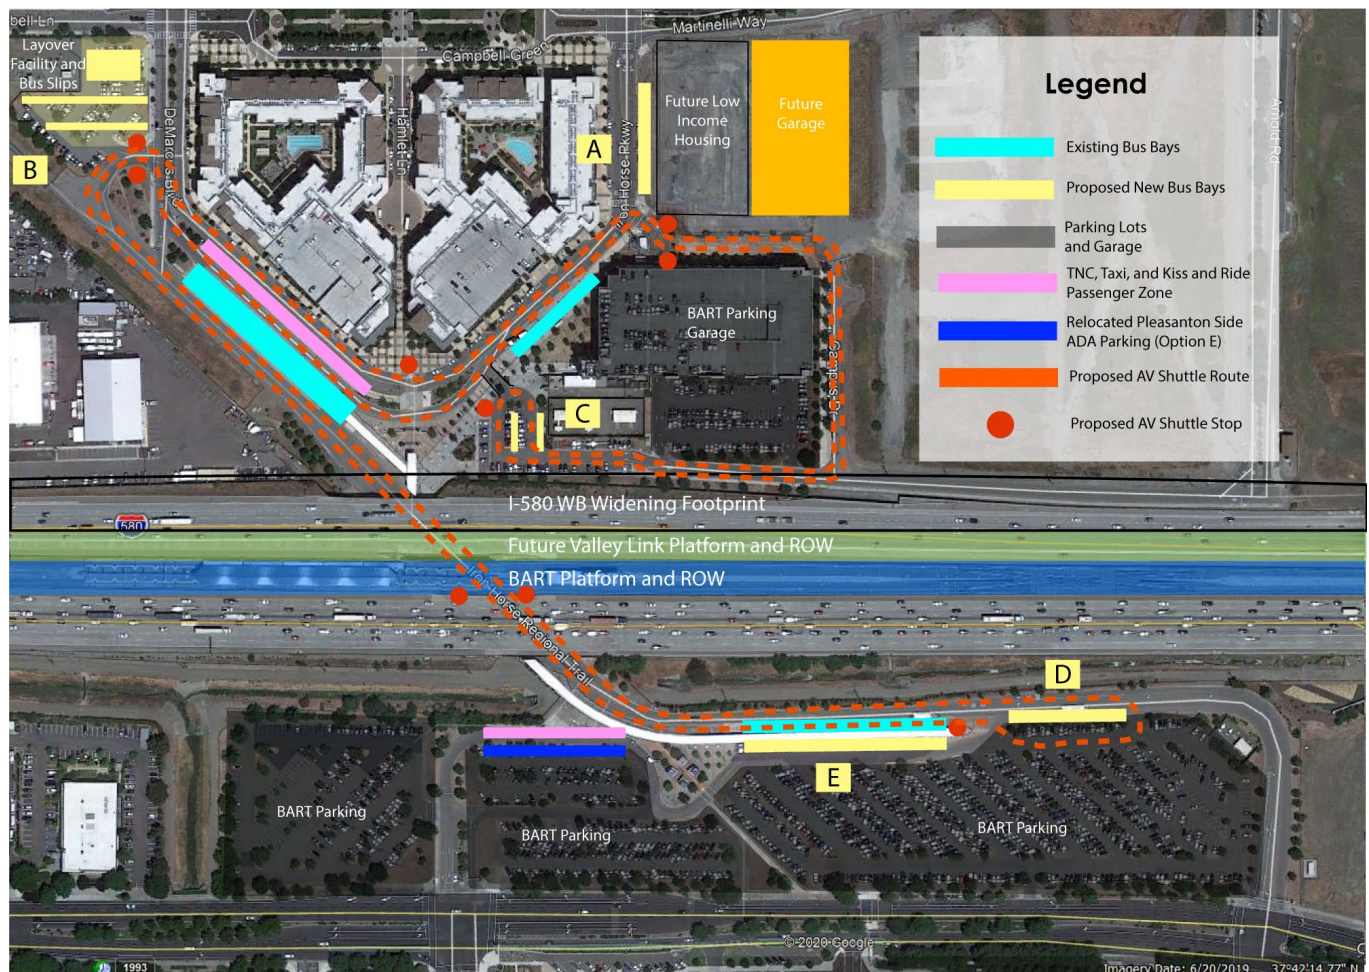 bell Ln
Martinelli Way
Campbell Green
Layover
Facility and
Bus Slips
DeMarcus Blvd
Hamlet Ln
Iron Horse Pkwy
Arnold Rd
A
B
Future Low
Income
Housing
Future
Garage
Legend
Existing Bus Bays
Proposed New Bus Bays
Parking Lots
and Garage
TNC, Taxi, and Kiss and Ride
Passenger Zone
Relocated Pleasanton Side
ADA Parking (Option E)
Proposed AV Shuttle Route
Proposed AV Shuttle Stop
BART Parking
Garage
Campus Dr
C
I-580 WB Widening Footprint
580
Future Valley Link Platform and ROW
BART Platform and ROW
Iron Horse Regional Trail
D
E
BART Parking
BART Parking
BART Parking
© 2020 Google
1993
Imagery Date: 6/20/2019 37°42'14.77" N